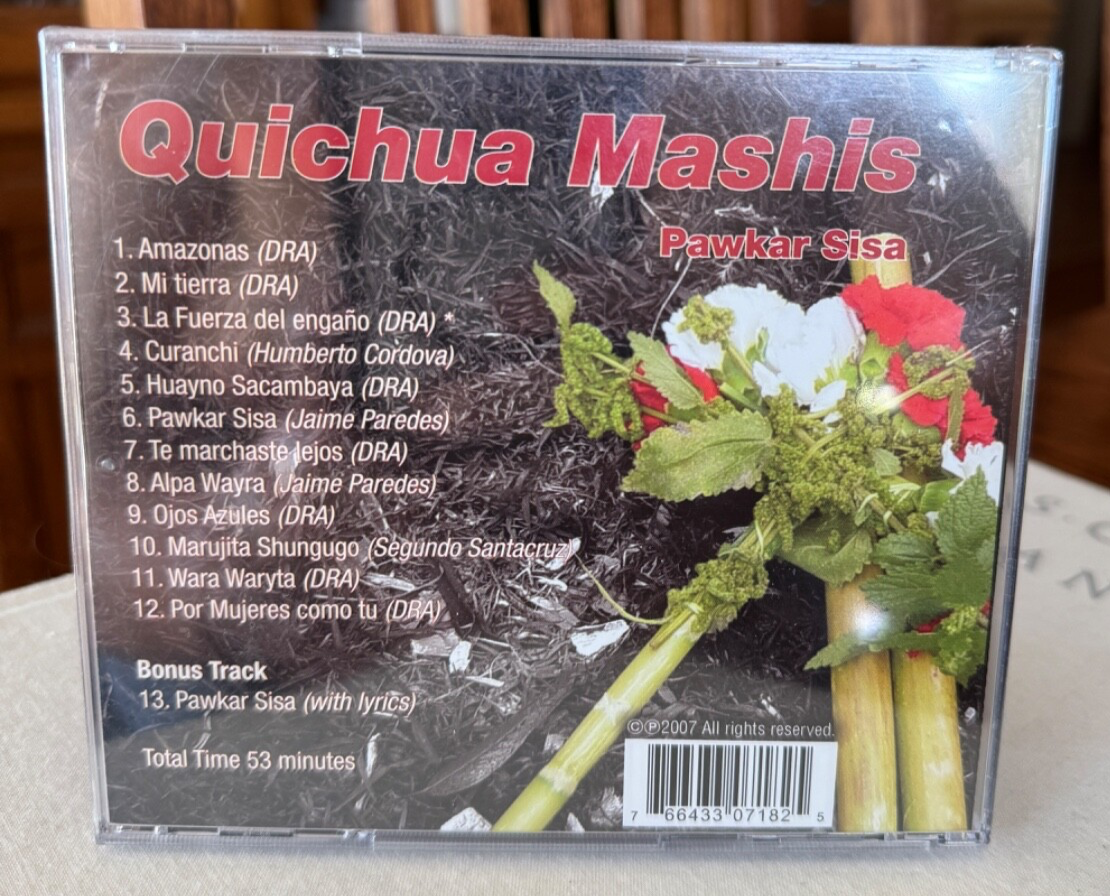 Quichua Mashis
Pawkar Sisa
1. Amazonas (DRA)
2. Mi tierra (DRA)
3. La Fuerza del engaño (DRA) *
4. Curanchi (Humberto Cordova)
5. Huayno Sacambaya (DRA)
6. Pawkar Sisa (Jaime Paredes)
7. Te marchaste lejos (DRA)
8. Alpa Wayra (Jaime Paredes)
9. Ojos Azules (DRA)
10. Marujita Shungugo (Segundo Santacruz)
11. Wara Waryta (DRA)
12. Por Mujeres como tu (DRA)
Bonus Track
13. Pawkar Sisa (with lyrics)
Total Time 53 minutes
©℗2007 All rights reserved.
7 66433 07182 5